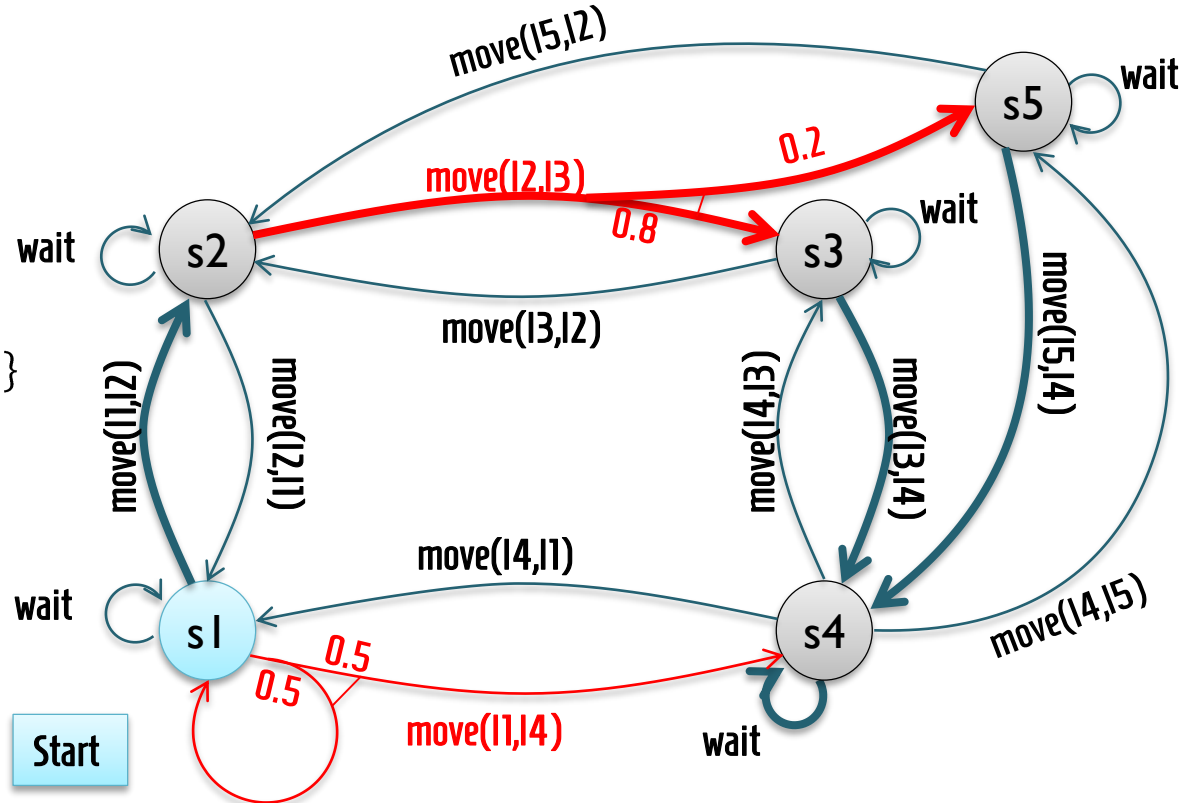 move(l5,l2)
wait
s5
0.2
move(l2,l3)
0.8
wait
s2
s3
wait
move(l3,l2)
move(l5,l4)
}
move(l1,l2)
move(l2,l1)
move(l4,l3)
move(l3,l4)
move(l4,l1)
wait
s1
s4
move(l4,l5)
0.5
0.5
move(l1,l4)
wait
Start